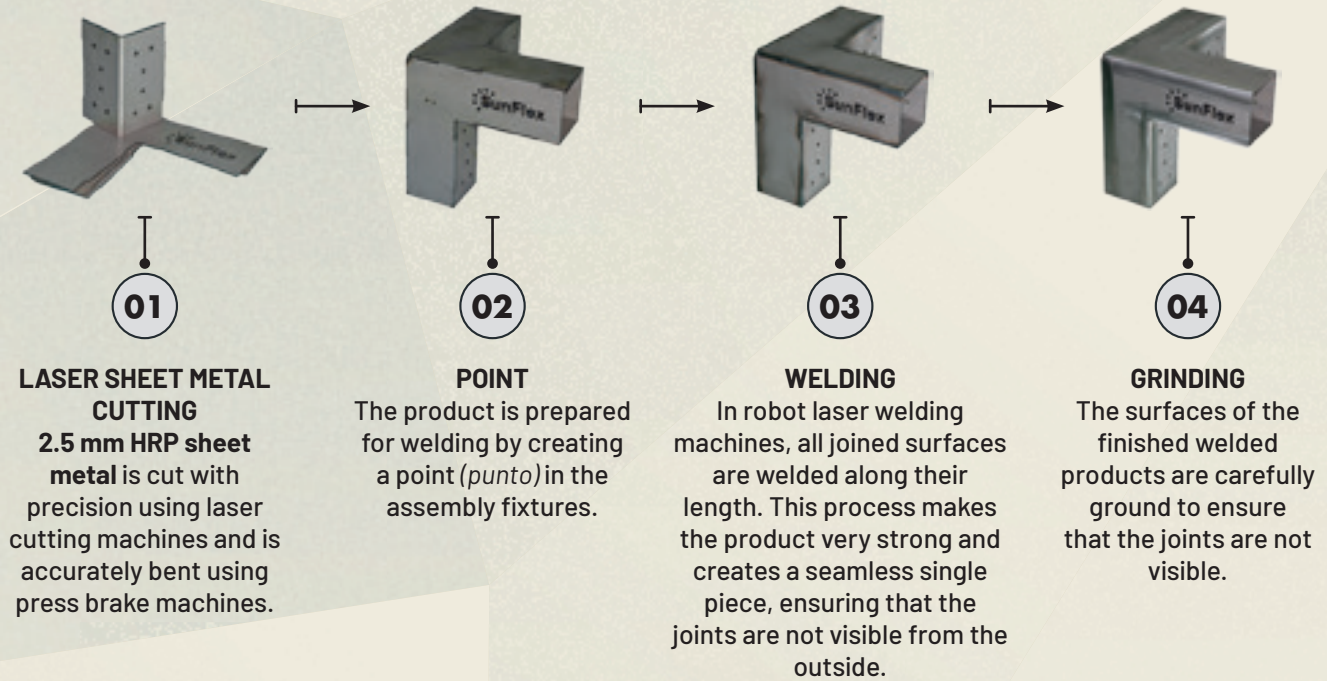 SunFlex
SunFlex
SunFlex
SunFlex
01
LASER SHEET METAL
CUTTING
2.5 mm HRP sheet
metal is cut with
precision using laser
cutting machines and is
accurately bent using
press brake machines.
02
POINT
The product is prepared
for welding by creating
a point (punto) in the
assembly fixtures.
03
WELDING
In robot laser welding
machines, all joined surfaces
are welded along their
length. This process makes
the product very strong and
creates a seamless single
piece, ensuring that the
joints are not visible from the
outside.
04
GRINDING
The surfaces of the
finished welded
products are carefully
ground to ensure
that the joints are not
visible.